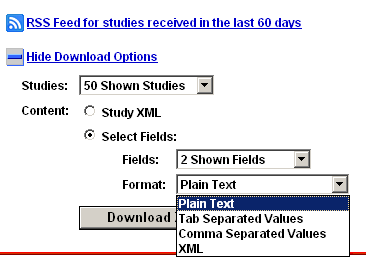 RSS Feed for studies received in the last 60 days
Hide Download Options
Studies: 50 Shown Studies
Content: Study XML
Select Fields:
Fields: 2 Shown Fields
Format: Plain Text
Plain Text
Download
Tab Separated Values
Comma Separated Values
XML